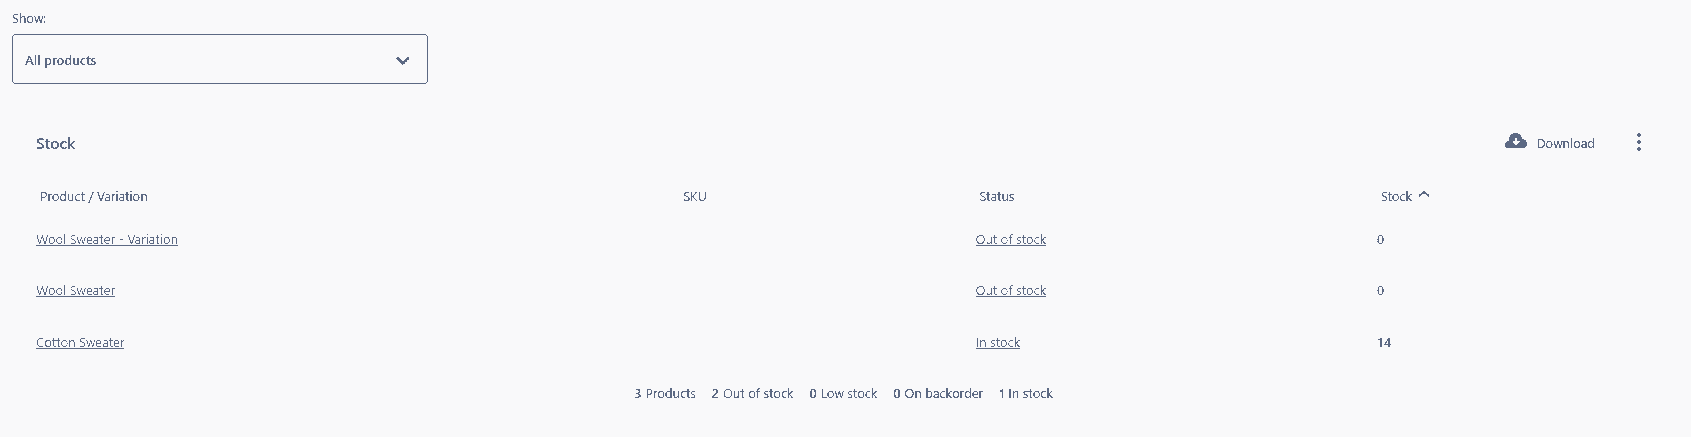 Show:
All products
Stock
Download
Product / Variation SKU Status Stock
Wool Sweater - Variation Out of stock 0
Wool Sweater Out of stock 0
Cotton Sweater In stock 14
3 Products 2 Out of stock 0 Low stock 0 On backorder 1 In stock